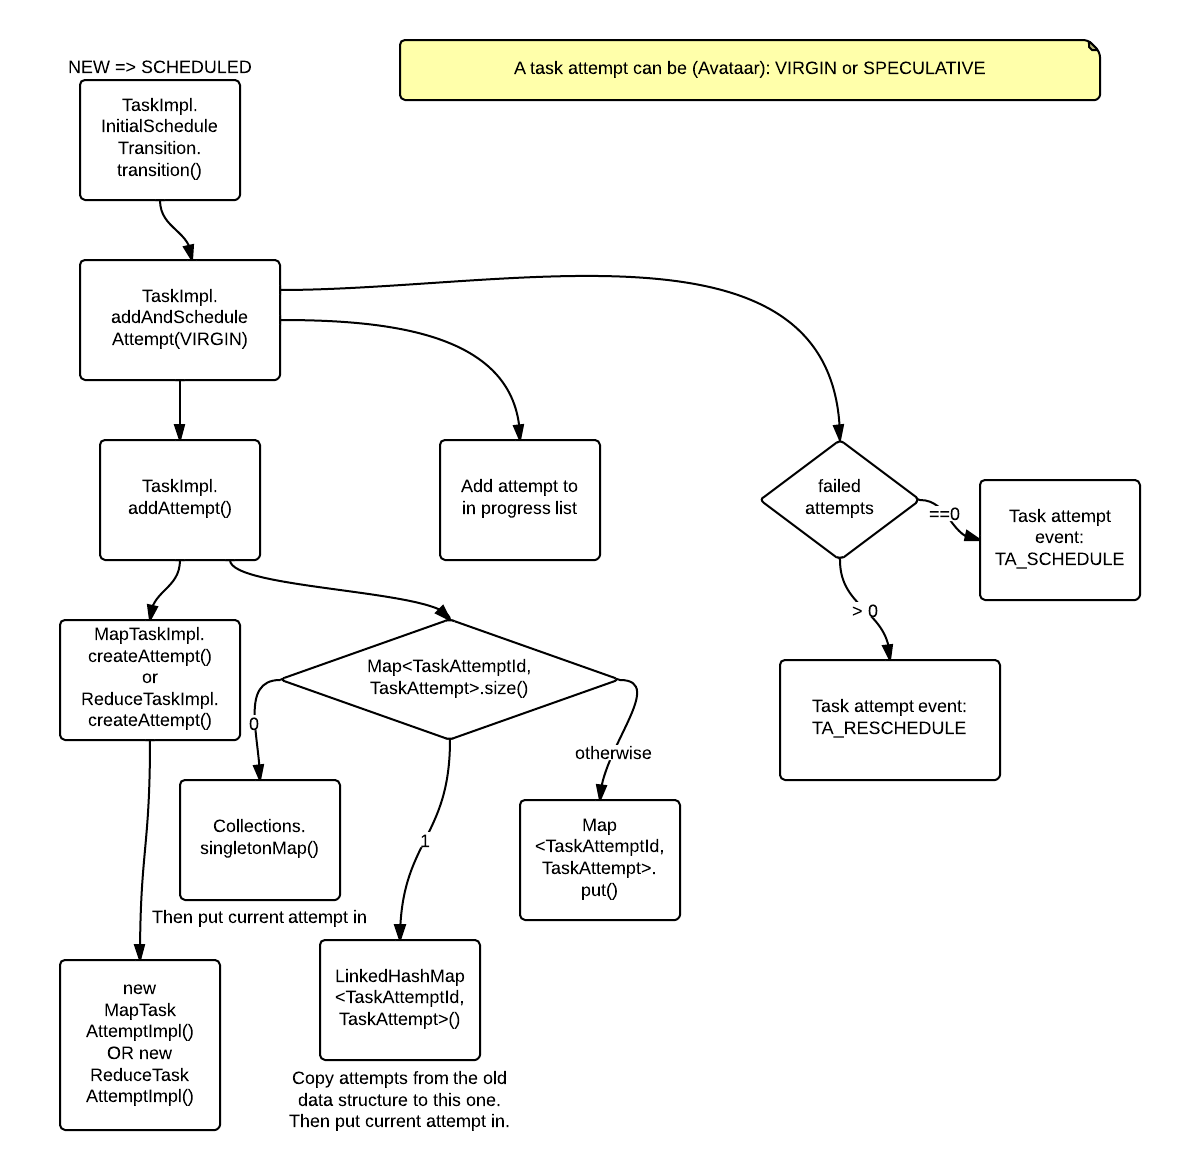 NEW => SCHEDULED
A task attempt can be (Avataar): VIRGIN or SPECULATIVE
TaskImpl.
InitialSchedule
Transition.
transition()
TaskImpl.
addAndSchedule
Attempt(VIRGIN)
TaskImpl.
addAttempt()
Add attempt to
in progress list
failed
attempts
==0
Task attempt
event:
TA_SCHEDULE
> 0
Task attempt event:
TA_RESCHEDULE
MapTaskImpl.
createAttempt()
or
ReduceTaskImpl.
createAttempt()
Map<TaskAttemptId,
TaskAttempt>.size()
0
otherwise
1
Collections.
singletonMap()
Then put current attempt in
Map
<TaskAttemptId,
TaskAttempt>.
put()
new
MapTask
AttemptImpl()
OR new
ReduceTask
AttemptImpl()
LinkedHashMap
<TaskAttemptId,
TaskAttempt>()
Copy attempts from the old
data structure to this one.
Then put current attempt in.